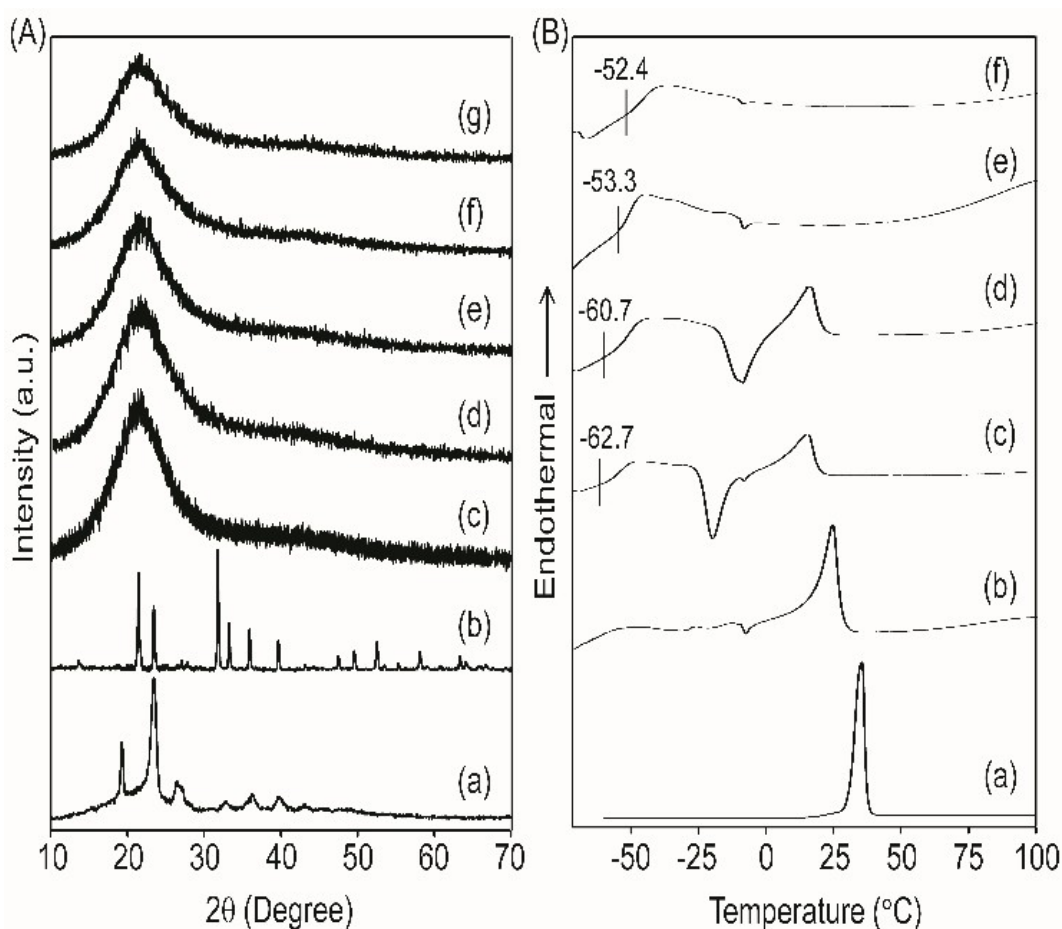 (A)
(g)
(f)
(e)
(d)
(c)
(b)
(a)
Intensity (a.u.)
10 20 30 40 50 60 70
2θ (Degree)
(B)
-52.4
(f)
-53.3
(e)
-60.7
(d)
-62.7
(c)
(b)
(a)
Endothermal
-50 -25 0 25 50 75 100
Temperature (°C)